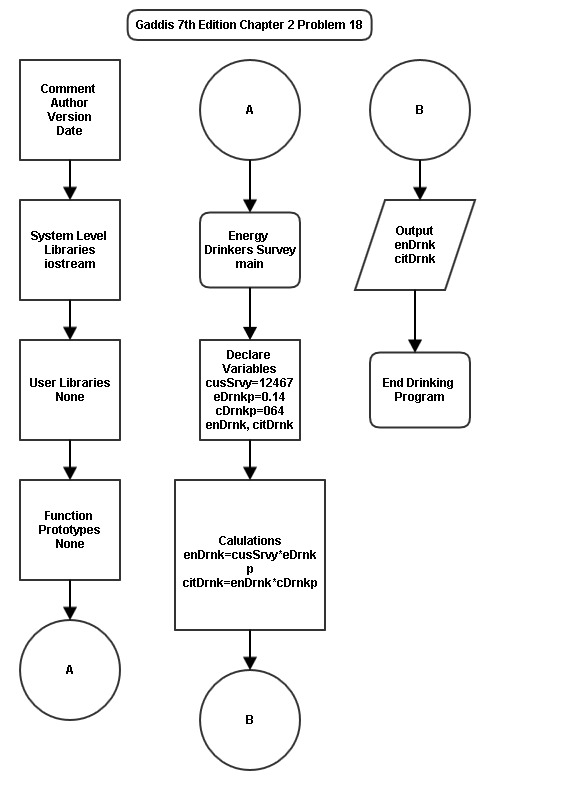 Gaddis 7th Edition Chapter 2 Problem 18
Comment
Author
Version
Date
System Level
Libraries
iostream
User Libraries
None
Function
Prototypes
None
A
A
Energy
Drinkers Survey
main
Declare
Variables
cusSrvy=12467
eDrnkp=0.14
cDrnkp=064
enDrnk, citDrnk
Calulations
enDrnk=cusSrvy*eDrnk
p
citDrnk=enDrnk*cDrnkp
B
B
Output
enDrnk
citDrnk
End Drinking
Program